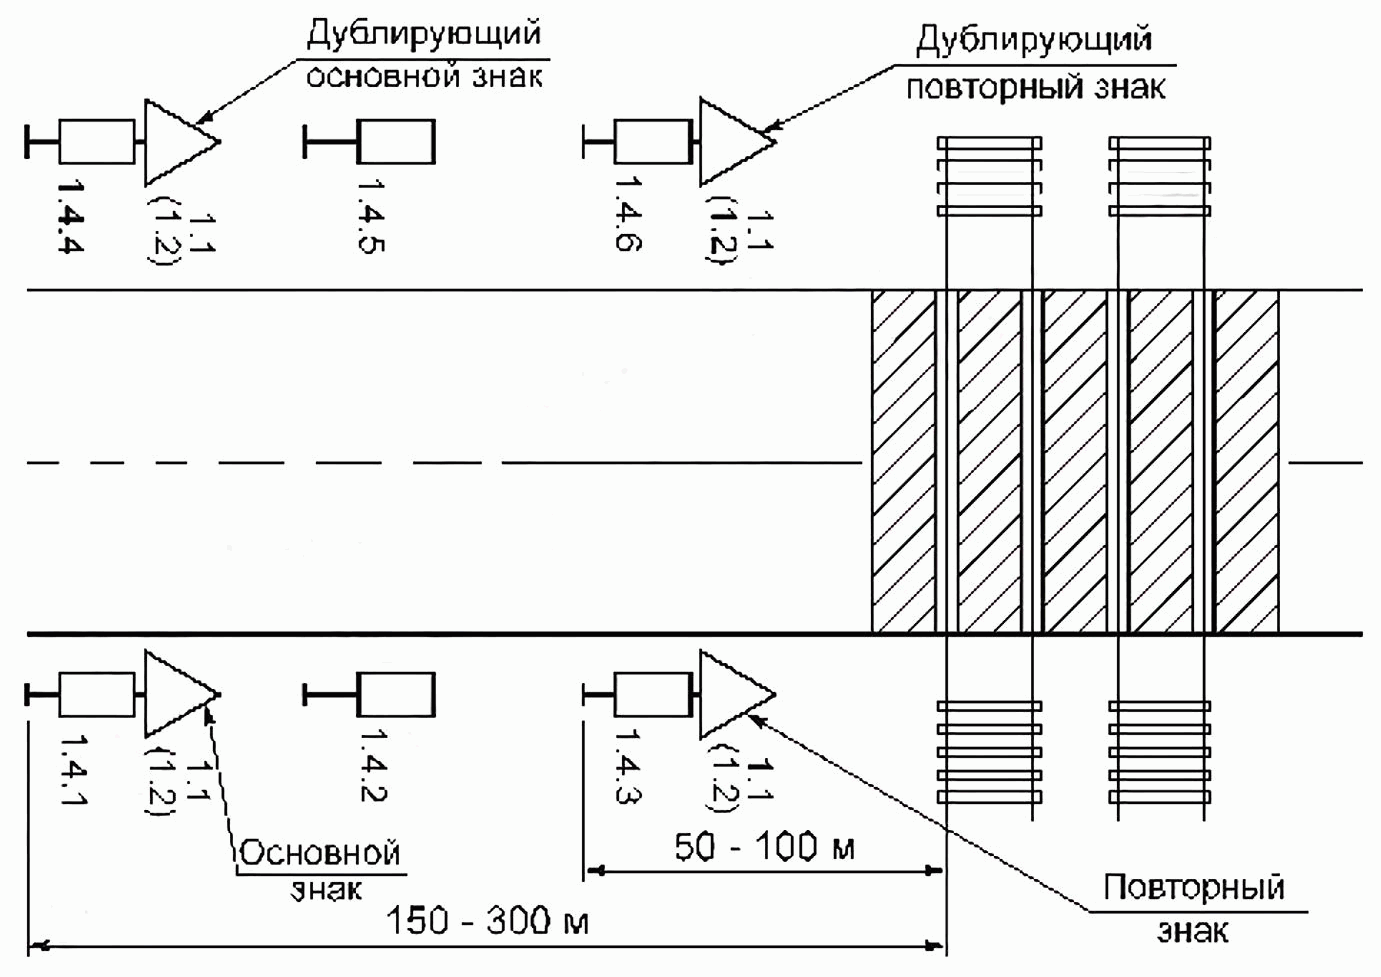 Дублирующий
основной знак
Дублирующий
повторный знак
1.4.4
1.1
(1.2)
1.4.5
1.4.6
1.1
(1.2)
1.4.1
1.1
(1.2)
1.4.2
1.4.3
1.1
(1.2)
Основной
знак
50 - 100 м
Повторный
знак
150 - 300 м